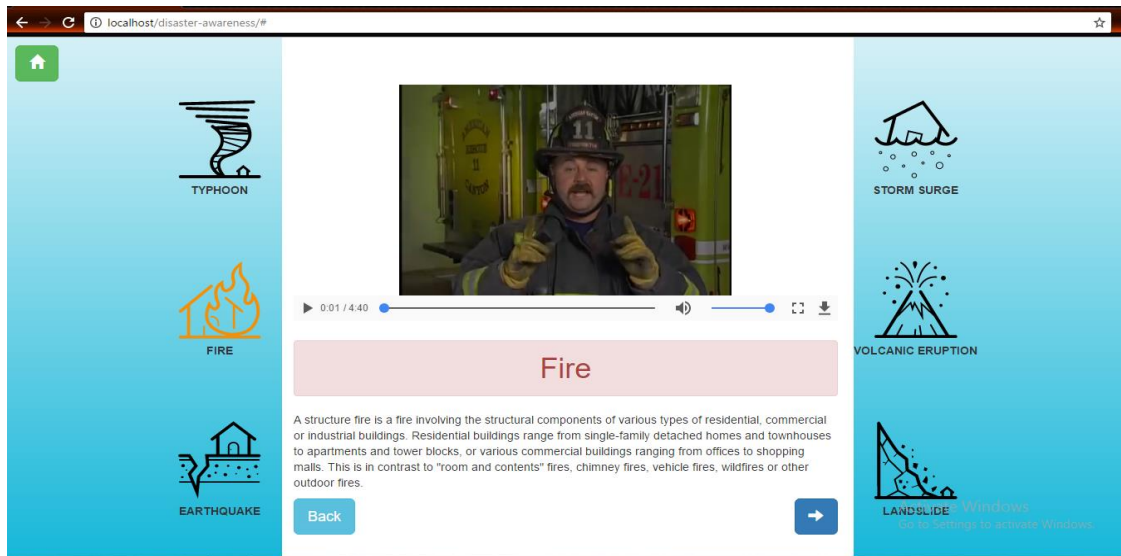 localhost/disaster-awareness/#
TYPHOON
FIRE
EARTHQUAKE
11
11
E-21
0:01 / 4:40
Fire
A structure fire is a fire involving the structural components of various types of residential, commercial
or industrial buildings. Residential buildings range from single-family detached homes and townhouses
to apartments and tower blocks, or various commercial buildings ranging from offices to shopping
malls. This is in contrast to "room and contents" fires, chimney fires, vehicle fires, wildfires or other
outdoor fires.
Back
STORM SURGE
VOLCANIC ERUPTION
LANDSLIDE
Windows
Go to Settings to activate Windows.